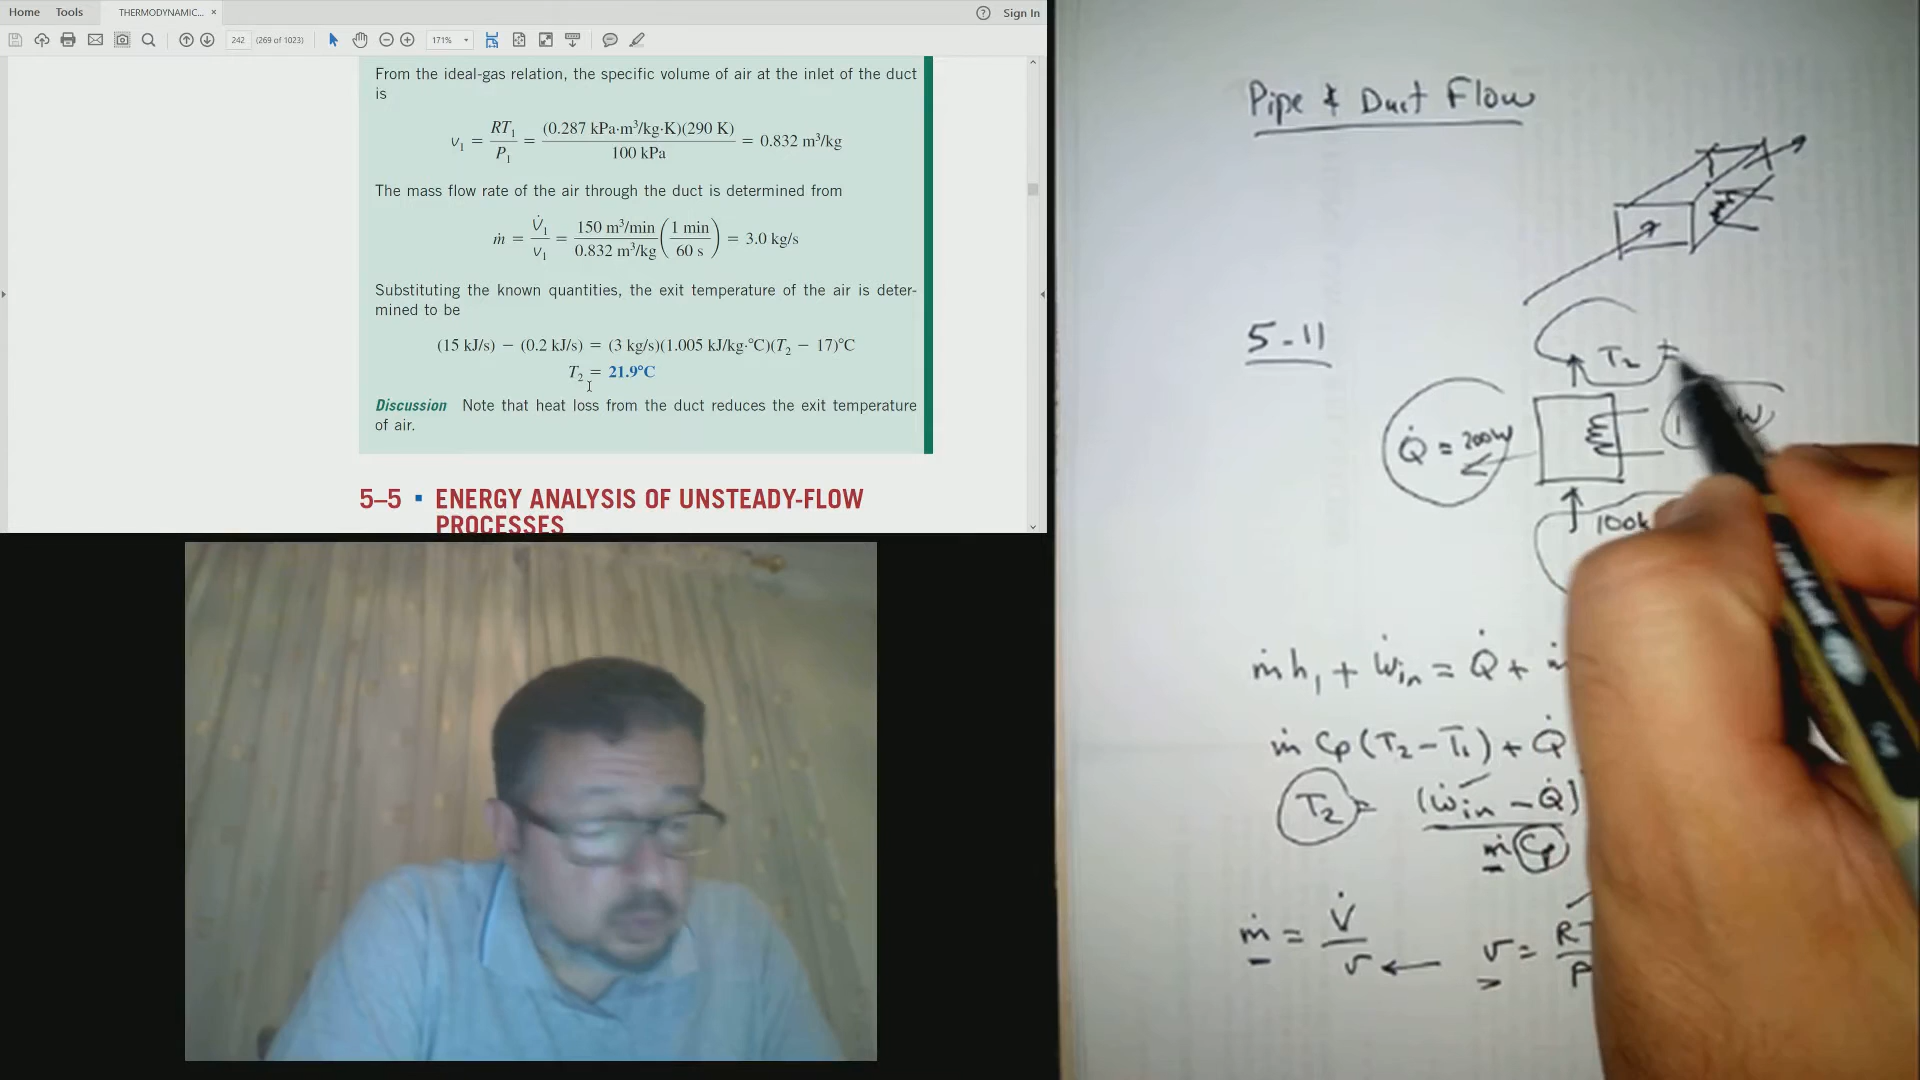 Home Tools THERMODYNAMIC... × Sign In
242 (269 of 1023) 171%
From the ideal-gas relation, the specific volume of air at the inlet of the duct
is
v₁ = RT₁/P₁ = (0.287 kPa·m³/kg·K)(290 K)/100 kPa = 0.832 m³/kg
The mass flow rate of the air through the duct is determined from
ṁ = V̇₁/v₁ = 150 m³/min/0.832 m³/kg (1 min/60 s) = 3.0 kg/s
Substituting the known quantities, the exit temperature of the air is deter-
mined to be
(15 kJ/s) − (0.2 kJ/s) = (3 kg/s)(1.005 kJ/kg·°C)(T₂ − 17)°C
T₂ = 21.9°C
Discussion Note that heat loss from the duct reduces the exit temperature
of air.
5–5 ▪ ENERGY ANALYSIS OF UNSTEADY-FLOW
PROCESSES
Pipe & Duct Flow
5-11
T₂ =
Q̇ = 200W
100k
ṁh₁ + Ẇin = Q̇ +
ṁ Cp (T₂ − T₁) + Q̇
T₂ = (Ẇin − Q̇)/ṁ Cp
ṁ = V̇/v ← v = R/P